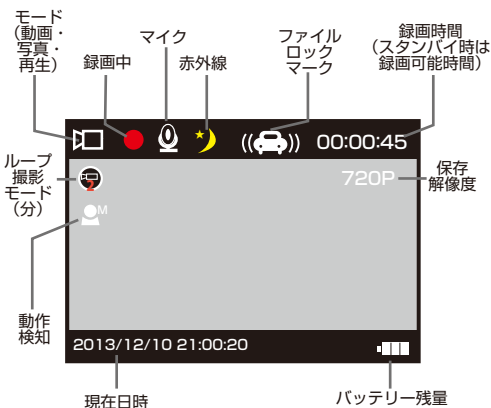 モード
（動画・
写真・
再生）
録画中
マイク
赤外線
ファイル
ロック
マーク
録画時間
（スタンバイ時は
録画可能時間）
00:00:45
ループ
撮影
モード
（分）
2
720P
保存
解像度
M
動作
検知
2013/12/10 21:00:20
現在日時
バッテリー残量